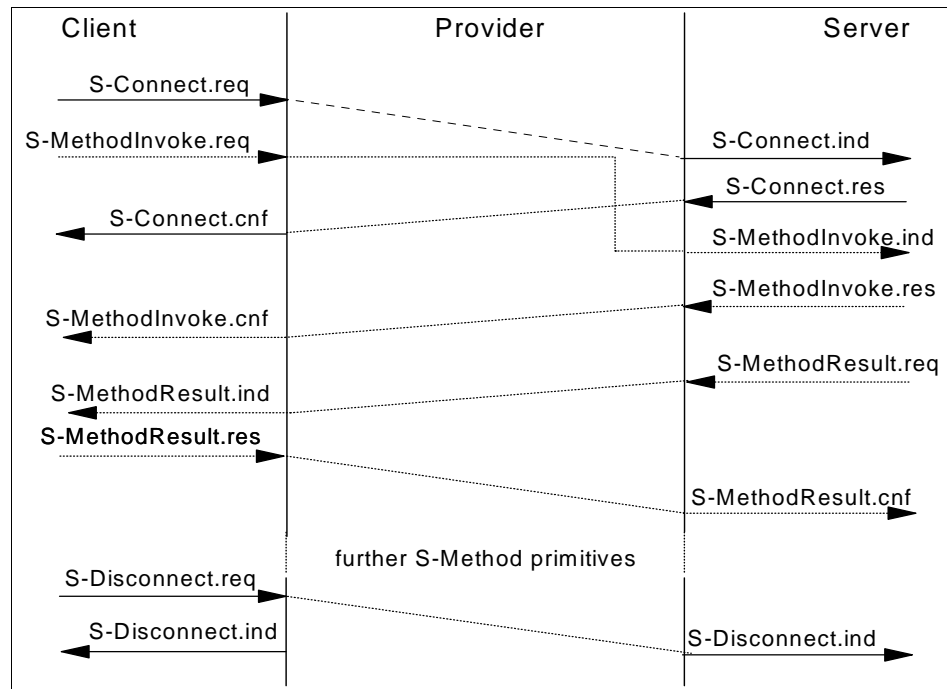 Client Provider Server
S-Connect.req
S-MethodInvoke.req
S-Connect.ind
S-Connect.res
S-Connect.cnf
S-MethodInvoke.ind
S-MethodInvoke.res
S-MethodInvoke.cnf
S-MethodResult.req
S-MethodResult.ind
S-MethodResult.res
S-MethodResult.cnf
further S-Method primitives
S-Disconnect.req
S-Disconnect.ind
S-Disconnect.ind